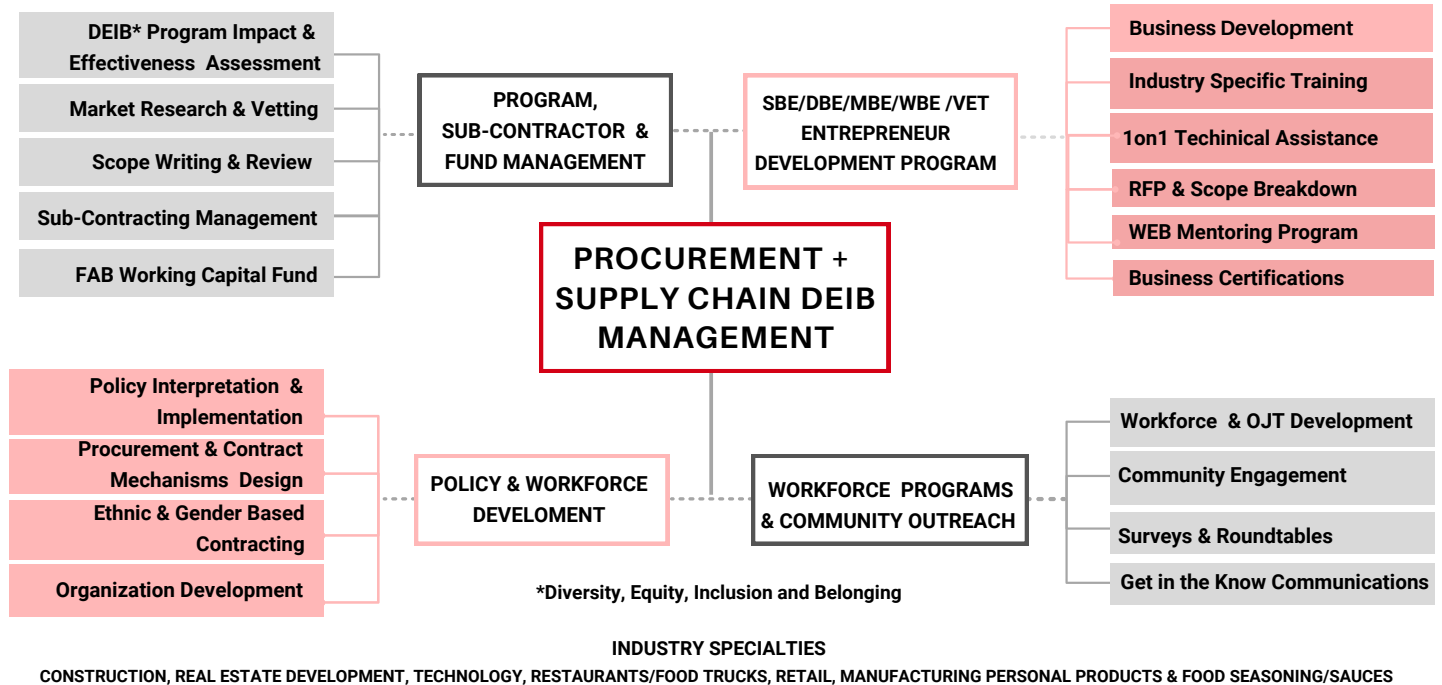 DEIB* Program Impact &
Effectiveness Assessment
Market Research & Vetting
Scope Writing & Review
Sub-Contracting Management
FAB Working Capital Fund
PROGRAM,
SUB-CONTRACTOR &
FUND MANAGEMENT
SBE/DBE/MBE/WBE /VET
ENTREPRENEUR
DEVELOPMENT PROGRAM
Business Development
Industry Specific Training
1on1 Techinical Assistance
RFP & Scope Breakdown
WEB Mentoring Program
Business Certifications
PROCUREMENT +
SUPPLY CHAIN DEIB
MANAGEMENT
Policy Interpretation &
Implementation
Procurement & Contract
Mechanisms Design
Ethnic & Gender Based
Contracting
Organization Development
POLICY & WORKFORCE
DEVELOMENT
WORKFORCE PROGRAMS
& COMMUNITY OUTREACH
Workforce & OJT Development
Community Engagement
Surveys & Roundtables
Get in the Know Communications
*Diversity, Equity, Inclusion and Belonging
INDUSTRY SPECIALTIES
CONSTRUCTION, REAL ESTATE DEVELOPMENT, TECHNOLOGY, RESTAURANTS/FOOD TRUCKS, RETAIL, MANUFACTURING PERSONAL PRODUCTS & FOOD SEASONING/SAUCES